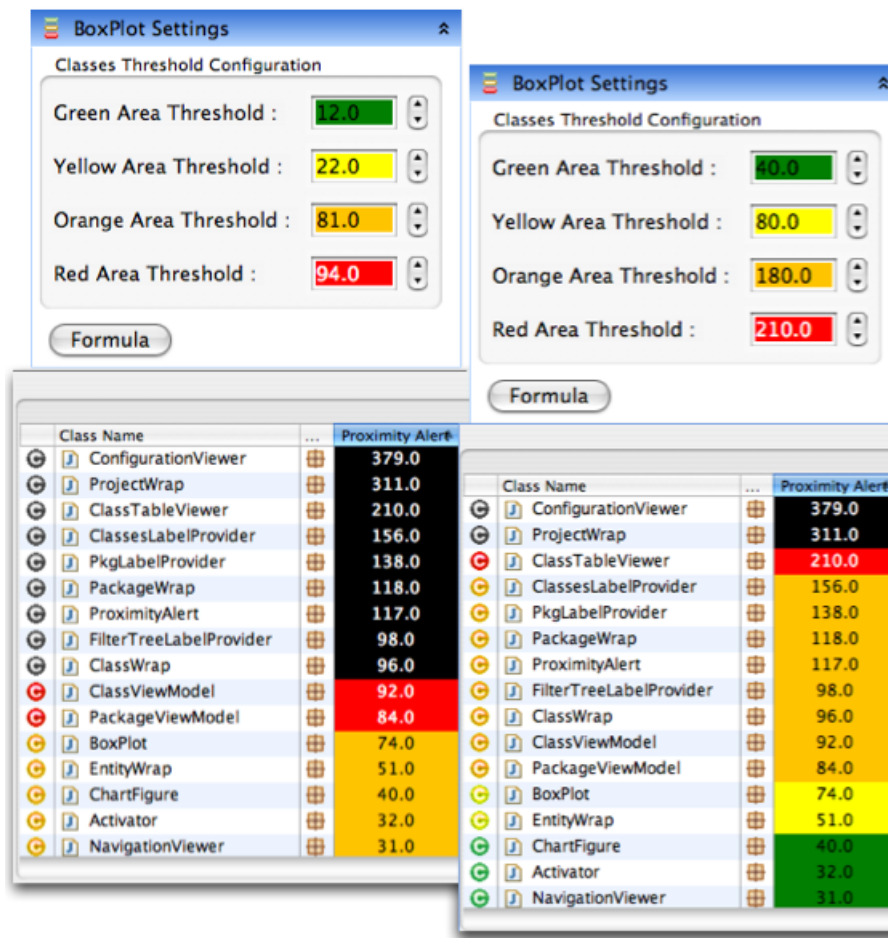 BoxPlot Settings
Classes Threshold Configuration
Green Area Threshold : 12.0
Yellow Area Threshold : 22.0
Orange Area Threshold : 81.0
Red Area Threshold : 94.0
Formula
Class Name ... Proximity Alert
ConfigurationViewer 379.0
ProjectWrap 311.0
ClassTableViewer 210.0
ClassesLabelProvider 156.0
PkgLabelProvider 138.0
PackageWrap 118.0
ProximityAlert 117.0
FilterTreeLabelProvider 98.0
ClassWrap 96.0
ClassViewModel 92.0
PackageViewModel 84.0
BoxPlot 74.0
EntityWrap 51.0
ChartFigure 40.0
Activator 32.0
NavigationViewer 31.0
BoxPlot Settings
Classes Threshold Configuration
Green Area Threshold : 40.0
Yellow Area Threshold : 80.0
Orange Area Threshold : 180.0
Red Area Threshold : 210.0
Formula
Class Name ... Proximity Alert
ConfigurationViewer 379.0
ProjectWrap 311.0
ClassTableViewer 210.0
ClassesLabelProvider 156.0
PkgLabelProvider 138.0
PackageWrap 118.0
ProximityAlert 117.0
FilterTreeLabelProvider 98.0
ClassWrap 96.0
ClassViewModel 92.0
PackageViewModel 84.0
BoxPlot 74.0
EntityWrap 51.0
ChartFigure 40.0
Activator 32.0
NavigationViewer 31.0